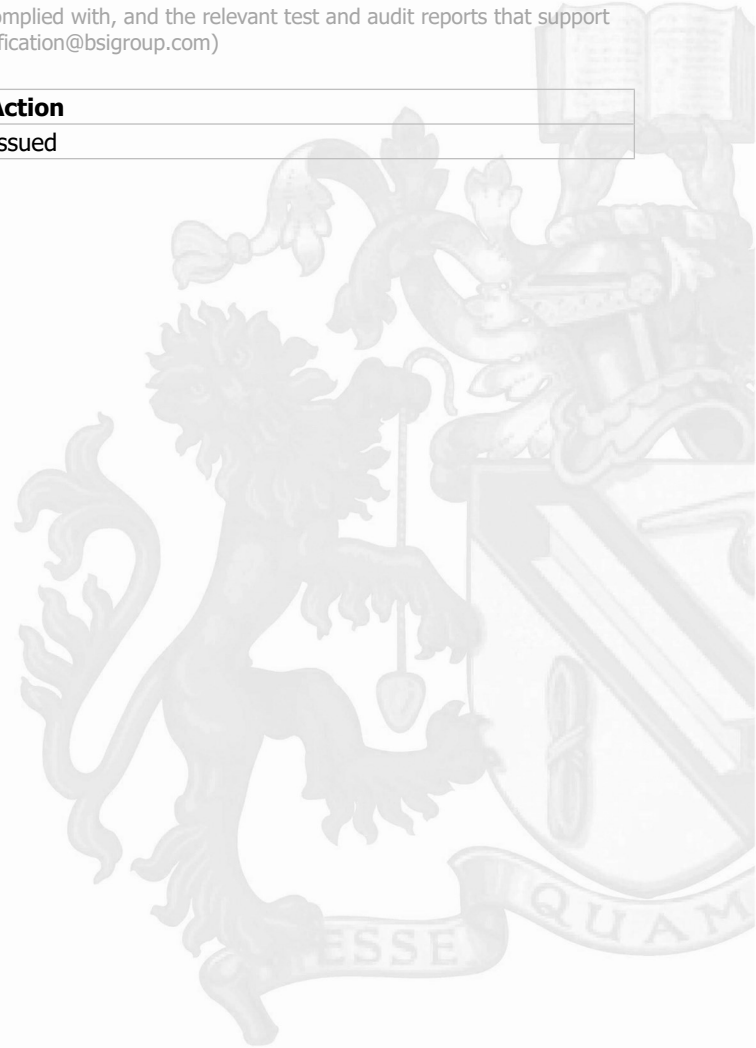 omplied with, and the relevant test and audit reports that support
fication@bsigroup.com)
Action
ssued
ESSE QUAM